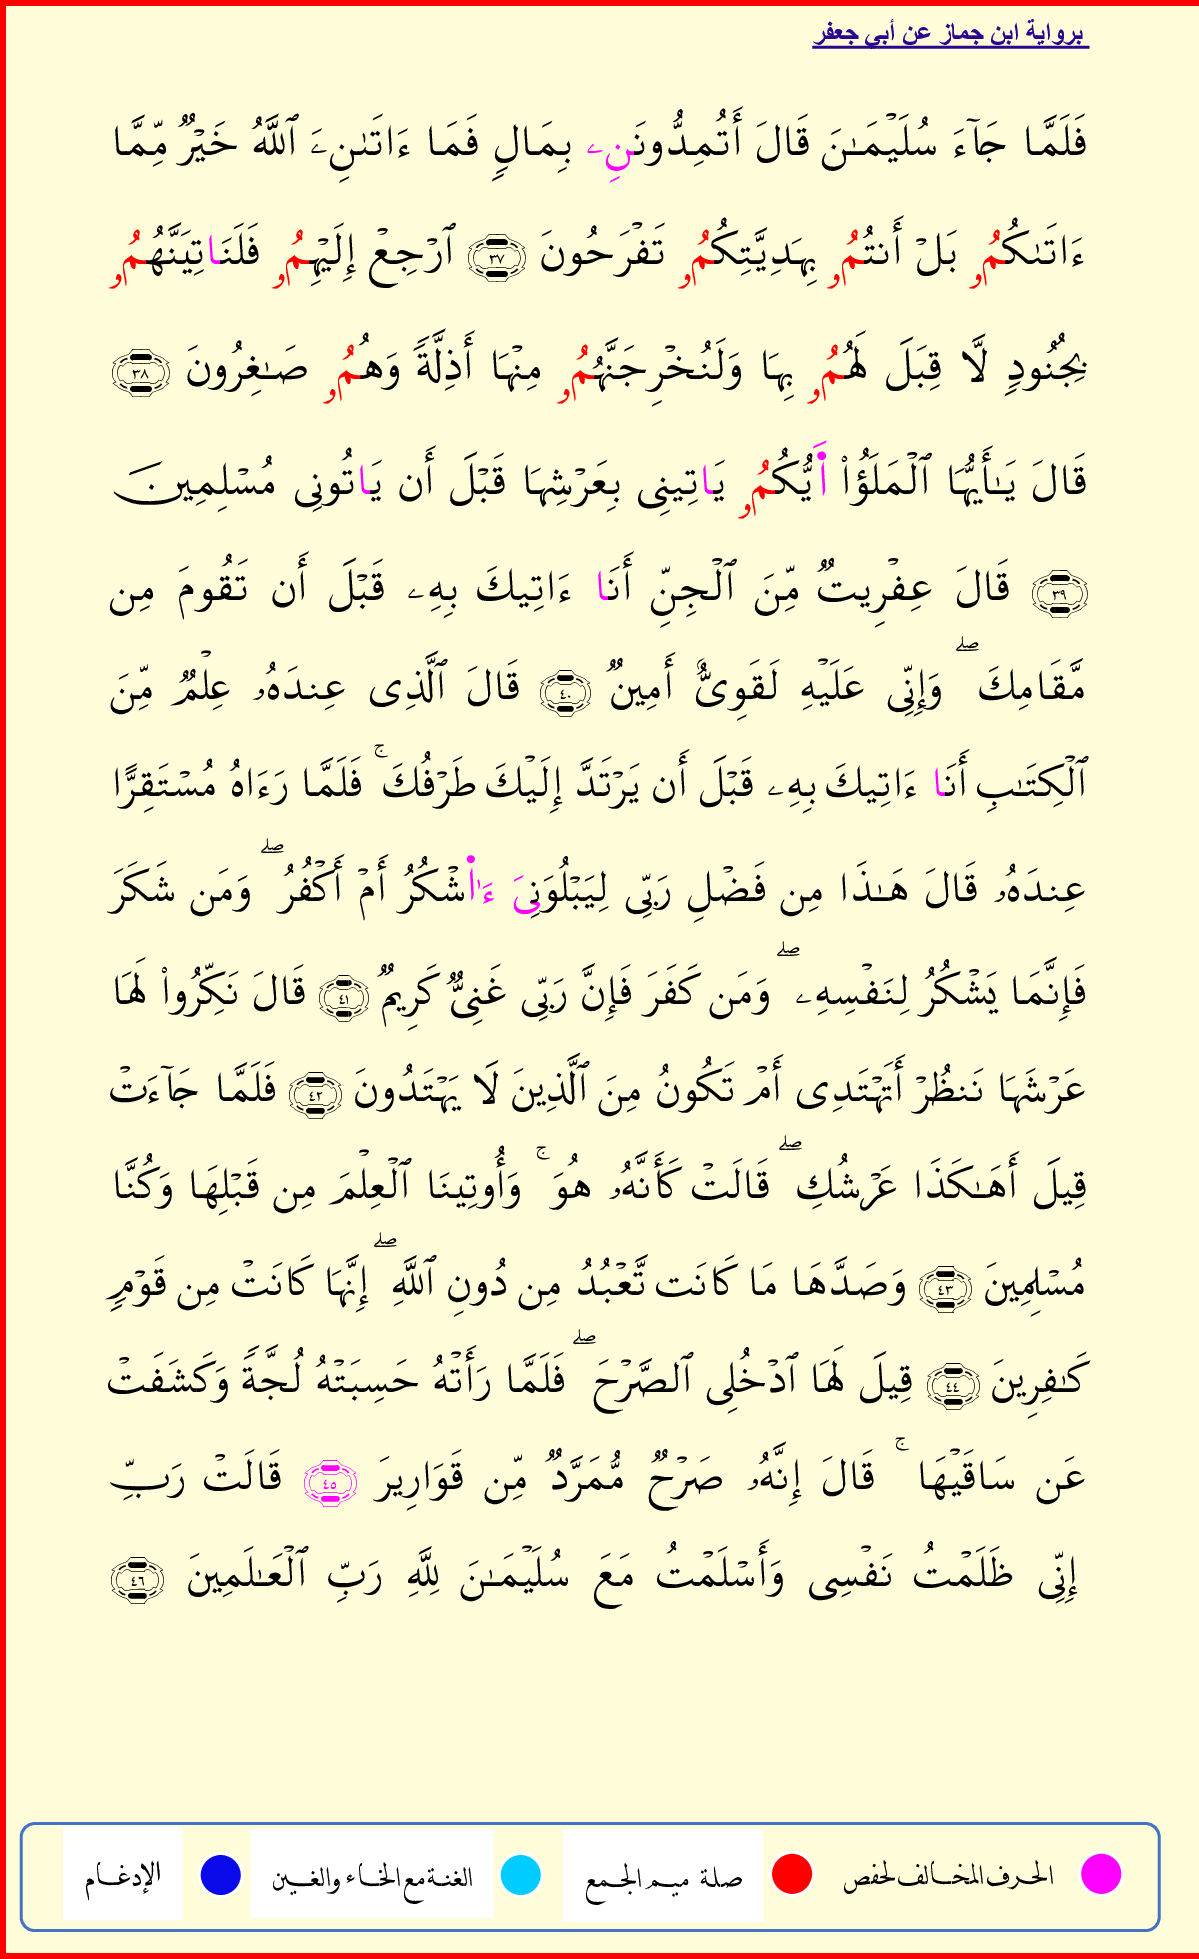 برواية ابن جماز عن أبي جعفر
فَلَمَّا جَآءَ سُلَيْمَٰنَ قَالَ أَتُمِدُّونَنِۦ بِمَالٍ فَمَا ءَاتَىٰنِۦَ ٱللَّهُ خَيْرٌ مِّمَّا
ءَاتَىٰكُمُۥ بَلْ أَنتُمُۥ بِهَدِيَّتِكُمُۥ تَفْرَحُونَ ٣٧ ٱرْجِعْ إِلَيْهِمُۥ فَلَنَاتِيَنَّهُمُۥ
بِجُنُودٍ لَّا قِبَلَ لَهُمُۥ بِهَا وَلَنُخْرِجَنَّهُمُۥ مِنْهَا أَذِلَّةً وَهُمُۥ صَٰغِرُونَ ٣٨
قَالَ يَٰأَيُّهَا ٱلْمَلَؤُاْ اَ۬يُّكُمُۥ يَاتِينِى بِعَرْشِهَا قَبْلَ أَن يَاتُونِى مُسْلِمِينَ
٣٩ قَالَ عِفْرِيتٌ مِّنَ ٱلْجِنِّ أَنَا ءَاتِيكَ بِهِۦ قَبْلَ أَن تَقُومَ مِن
مَّقَامِكَ ۖ وَإِنِّى عَلَيْهِ لَقَوِىٌّ أَمِينٌ ٤٠ قَالَ ٱلَّذِى عِندَهُۥ عِلْمٌ مِّنَ
ٱلْكِتَٰبِ أَنَا ءَاتِيكَ بِهِۦ قَبْلَ أَن يَرْتَدَّ إِلَيْكَ طَرْفُكَ ۚ فَلَمَّا رَءَاهُ مُسْتَقِرًّا
عِندَهُۥ قَالَ هَٰذَا مِن فَضْلِ رَبِّى لِيَبْلُوَنِىَ ءَا۬شْكُرُ أَمْ أَكْفُرُ ۖ وَمَن شَكَرَ
فَإِنَّمَا يَشْكُرُ لِنَفْسِهِۦ ۖ وَمَن كَفَرَ فَإِنَّ رَبِّى غَنِىٌّ كَرِيمٌ ٤١ قَالَ نَكِّرُواْ لَهَا
عَرْشَهَا نَنظُرْ أَتَهْتَدِى أَمْ تَكُونُ مِنَ ٱلَّذِينَ لَا يَهْتَدُونَ ٤٢ فَلَمَّا جَآءَتْ
قِيلَ أَهَٰكَذَا عَرْشُكِ ۖ قَالَتْ كَأَنَّهُۥ هُوَ ۚ وَأُوتِينَا ٱلْعِلْمَ مِن قَبْلِهَا وَكُنَّا
مُسْلِمِينَ ٤٣ وَصَدَّهَا مَا كَانَت تَّعْبُدُ مِن دُونِ ٱللَّهِ ۖ إِنَّهَا كَانَتْ مِن قَوْمٍ
كَٰفِرِينَ ٤٤ قِيلَ لَهَا ٱدْخُلِى ٱلصَّرْحَ ۖ فَلَمَّا رَأَتْهُ حَسِبَتْهُ لُجَّةً وَكَشَفَتْ
عَن سَاقَيْهَا ۚ قَالَ إِنَّهُۥ صَرْحٌ مُّمَرَّدٌ مِّن قَوَارِيرَ ٤٥ قَالَتْ رَبِّ
إِنِّى ظَلَمْتُ نَفْسِى وَأَسْلَمْتُ مَعَ سُلَيْمَٰنَ لِلَّهِ رَبِّ ٱلْعَٰلَمِينَ ٤٦
الحرف المخالف لحفص صلة ميم الجمع الغنة مع الخاء والغين الإدغام